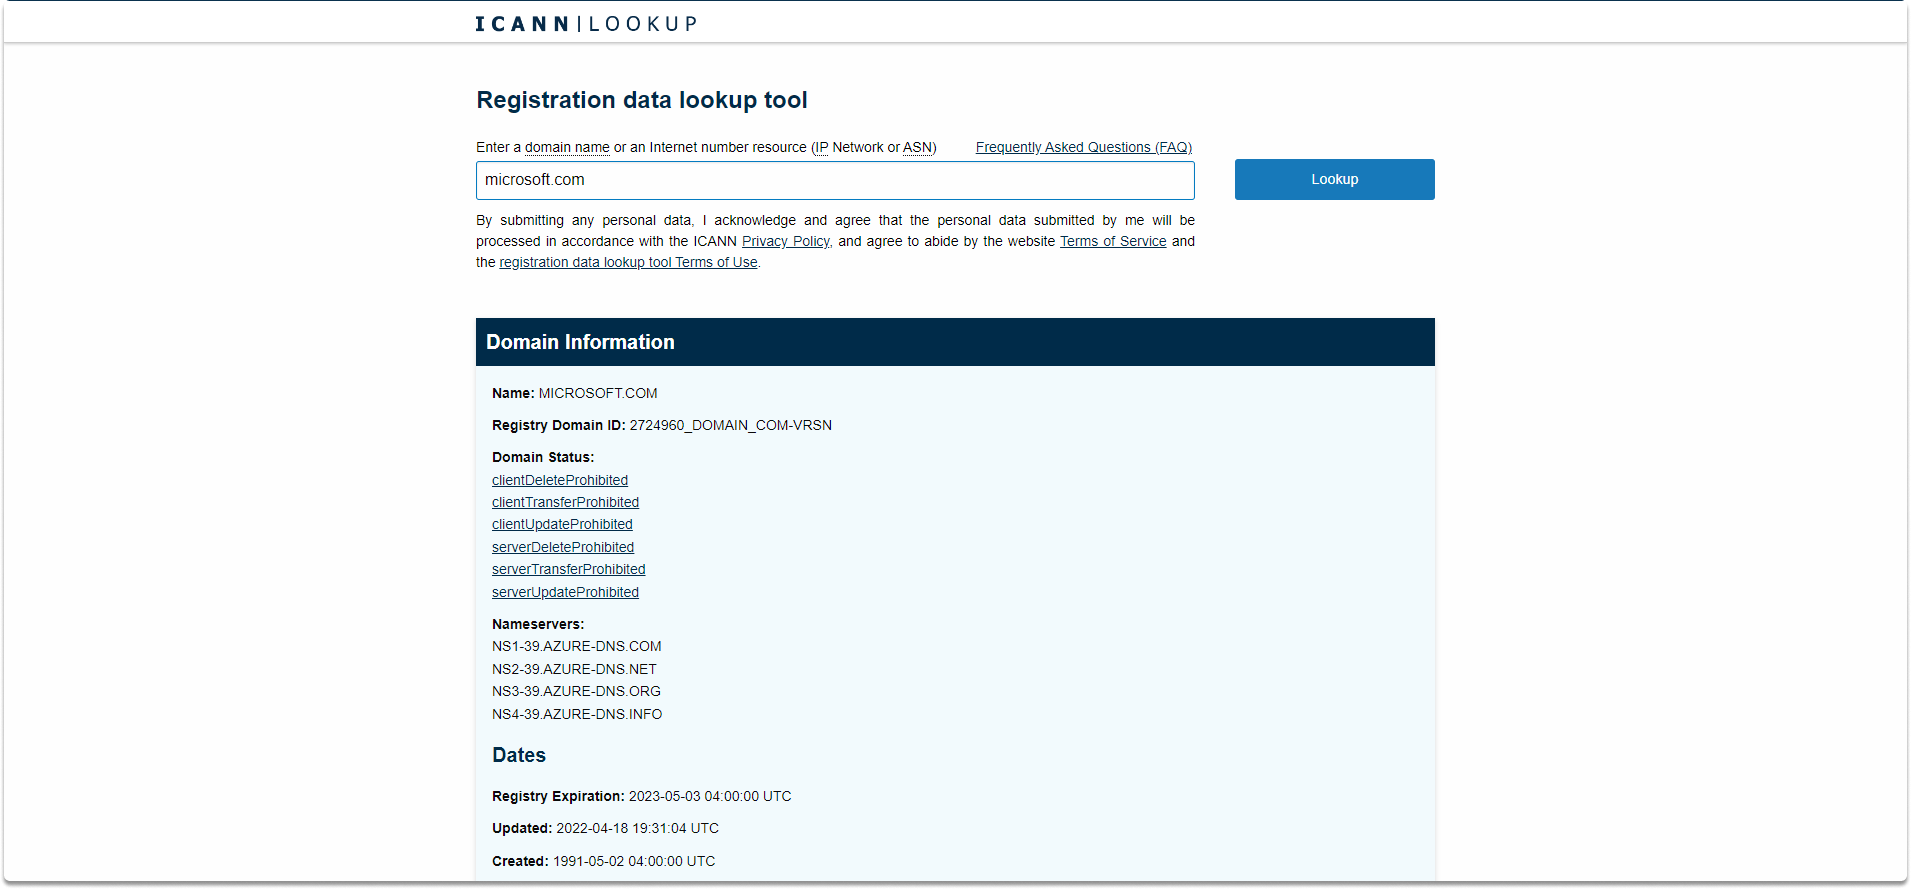 ICANN|LOOKUP
Registration data lookup tool
Enter a domain name or an Internet number resource (IP Network or ASN) Frequently Asked Questions (FAQ)
microsoft.com
Lookup
By submitting any personal data, I acknowledge and agree that the personal data submitted by me will be
processed in accordance with the ICANN Privacy Policy, and agree to abide by the website Terms of Service and
the registration data lookup tool Terms of Use.
Domain Information
Name: MICROSOFT.COM
Registry Domain ID: 2724960_DOMAIN_COM-VRSN
Domain Status:
clientDeleteProhibited
clientTransferProhibited
clientUpdateProhibited
serverDeleteProhibited
serverTransferProhibited
serverUpdateProhibited
Nameservers:
NS1-39.AZURE-DNS.COM
NS2-39.AZURE-DNS.NET
NS3-39.AZURE-DNS.ORG
NS4-39.AZURE-DNS.INFO
Dates
Registry Expiration: 2023-05-03 04:00:00 UTC
Updated: 2022-04-18 19:31:04 UTC
Created: 1991-05-02 04:00:00 UTC